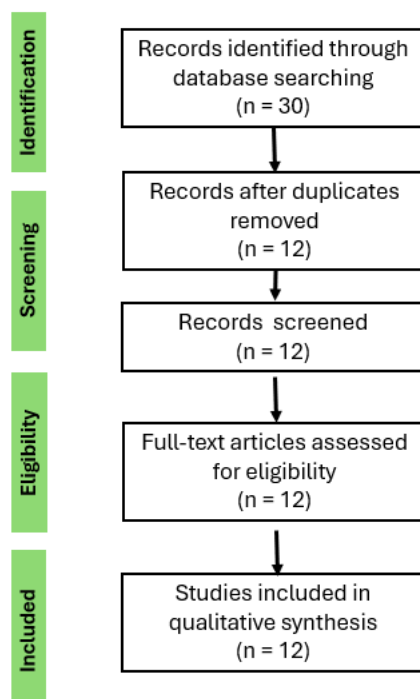 Identification
Records identified through
database searching
(n = 30)
Screening
Records after duplicates
removed
(n = 12)
Records screened
(n = 12)
Eligibility
Full-text articles assessed
for eligibility
(n = 12)
Included
Studies included in
qualitative synthesis
(n = 12)